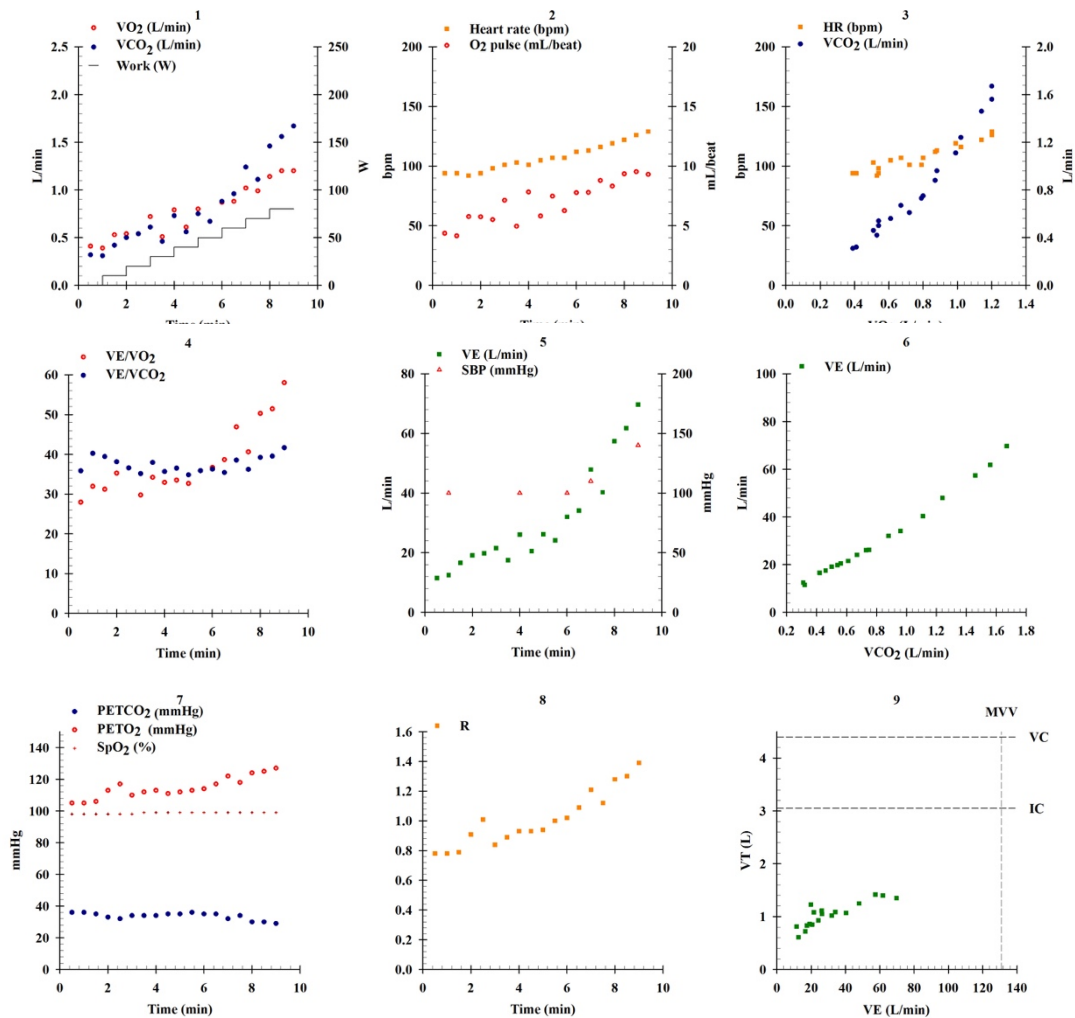 1
VO2 (L/min)
VCO2 (L/min)
Work (W)
2.5
2.0
1.5
1.0
0.5
0.0
250
200
150
100
50
0
0 2 4 6 8 10
L/min
W
Time (min)
2
Heart rate (bpm)
O2 pulse (mL/beat)
200
150
100
50
0
20
15
10
5
0
0 2 4 6 8 10
bpm
mL/beat
Time (min)
3
HR (bpm)
VCO2 (L/min)
200
150
100
50
0
2.0
1.6
1.2
0.8
0.4
0.0
0.0 0.2 0.4 0.6 0.8 1.0 1.2 1.4
bpm
L/min
VO2 (L/min)
4
VE/VO2
VE/VCO2
60
50
40
30
20
10
0
0 2 4 6 8 10
Time (min)
5
VE (L/min)
SBP (mmHg)
80
60
40
20
0
200
150
100
50
0
0 2 4 6 8 10
L/min
mmHg
Time (min)
6
VE (L/min)
100
80
60
40
20
0
0.2 0.4 0.6 0.8 1.0 1.2 1.4 1.6 1.8
L/min
VCO2 (L/min)
7
PETCO2 (mmHg)
PETO2 (mmHg)
SpO2 (%)
140
120
100
80
60
40
20
0
0 2 4 6 8 10
mmHg
Time (min)
8
R
1.6
1.4
1.2
1.0
0.8
0.6
0.4
0.2
0.0
0 2 4 6 8 10
Time (min)
9
MVV
VC
IC
4
3
2
1
0
0 20 40 60 80 100 120 140
VT (L)
VE (L/min)